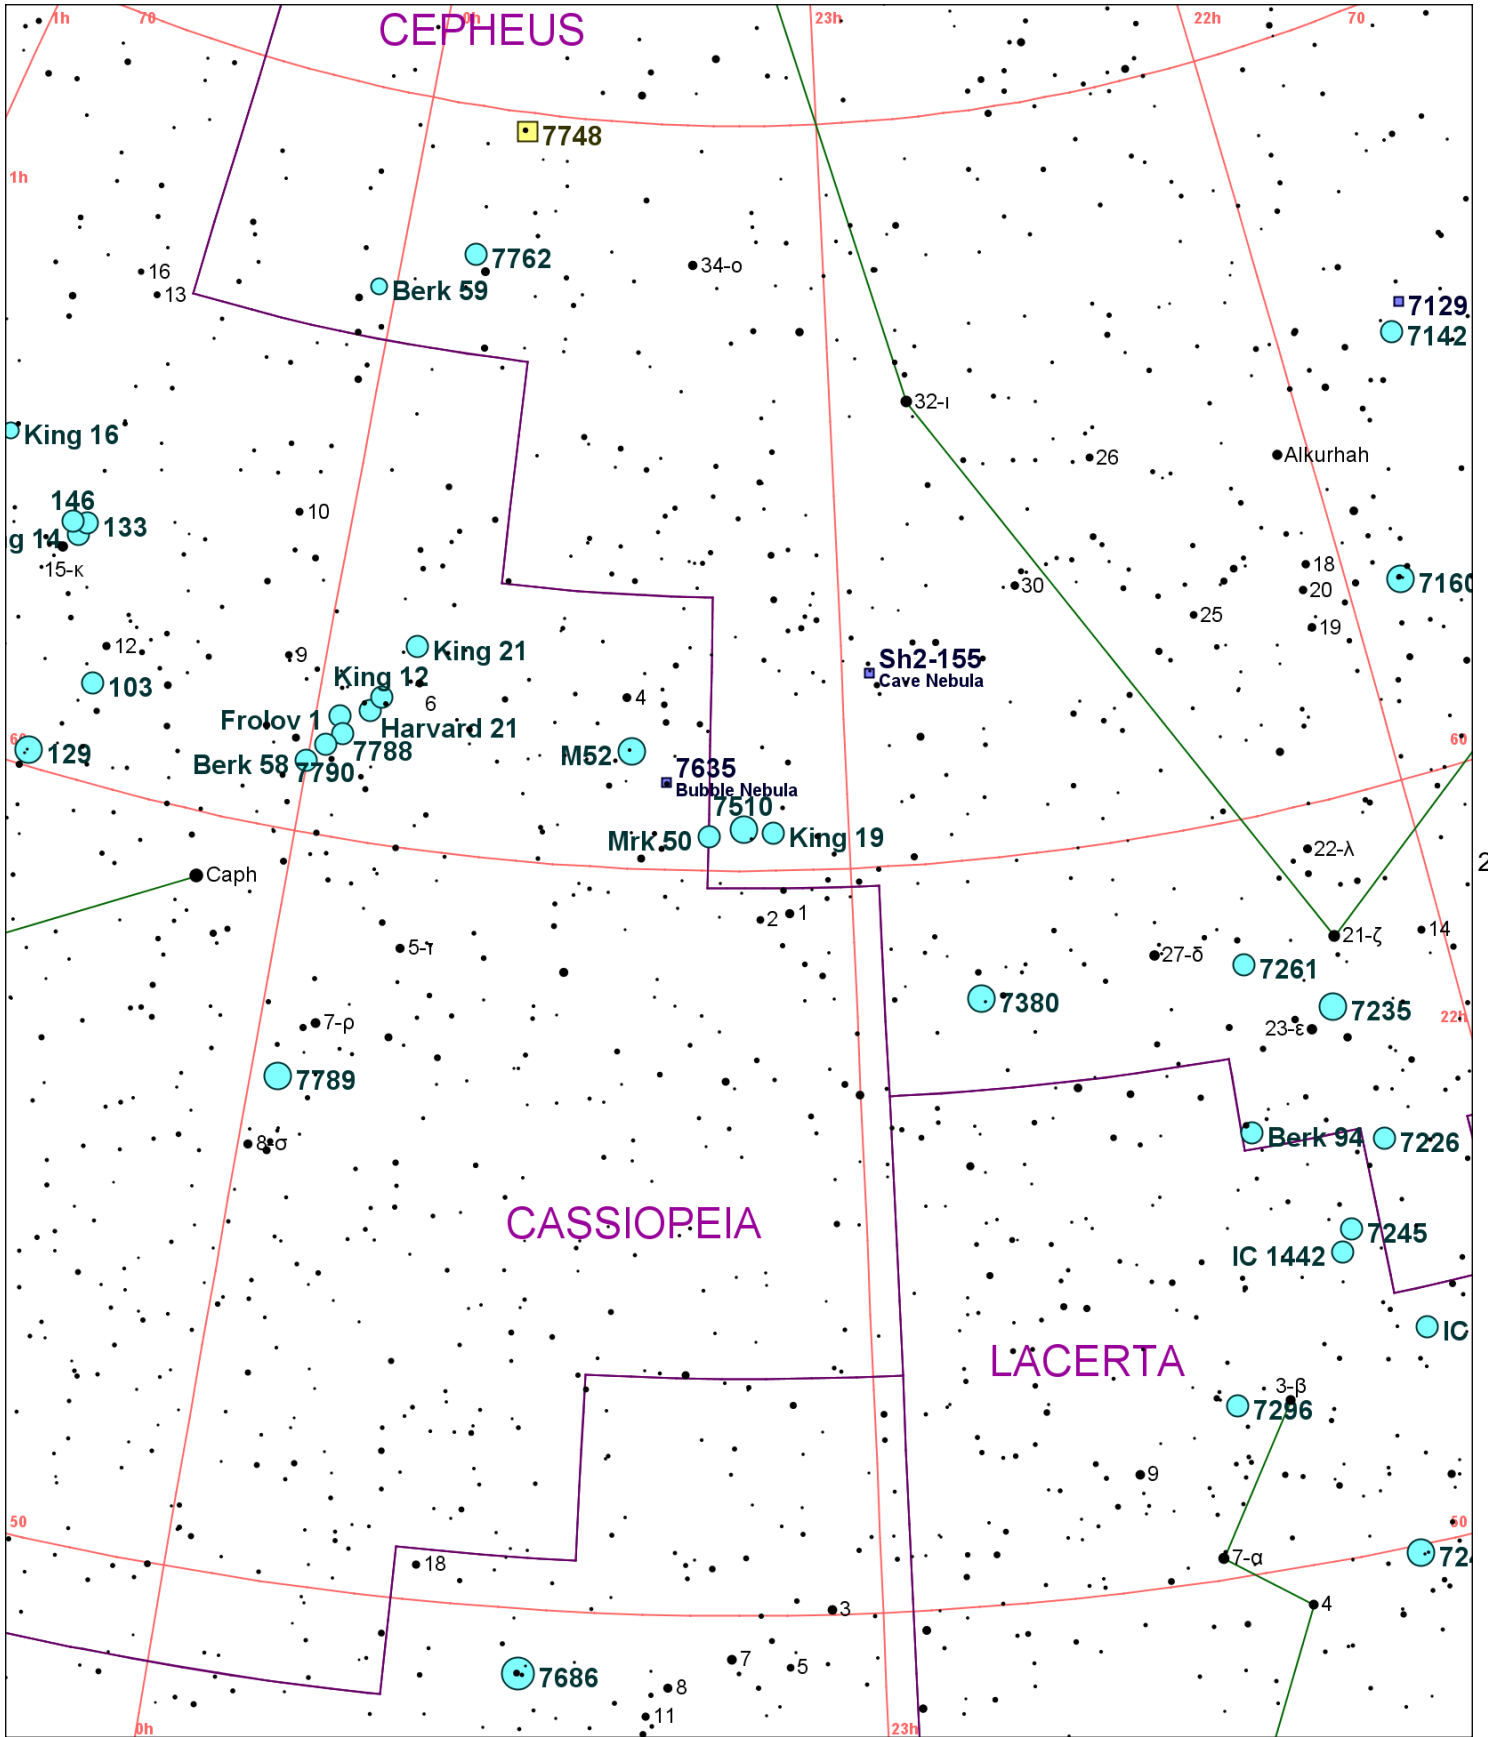 1h
70
0h
CEPHEUS
23h
22h
70
7748
1h
7762
34-ο
16
13
Berk 59
7129
7142
32-ι
King 16
26
Alkurhah
146
133
g 14
15-κ
10
18
20
7160
30
25
19
12
9
King 21
Sh2-155
Cave Nebula
103
King 12
6
4
Frolov 1
Harvard 21
60
129
7788
M52
60
Berk 58
7790
7635
Bubble Nebula
7510
Mrk 50
King 19
22-λ
2
Caph
2
1
14
5-τ
27-δ
21-ζ
7261
7380
7235
22h
7-ρ
23-ε
7789
8-σ
Berk 94
7226
CASSIOPEIA
7245
IC 1442
IC
LACERTA
3-β
7296
9
50
50
18
7-α
724
3
4
7
5
7686
8
11
0h
23h